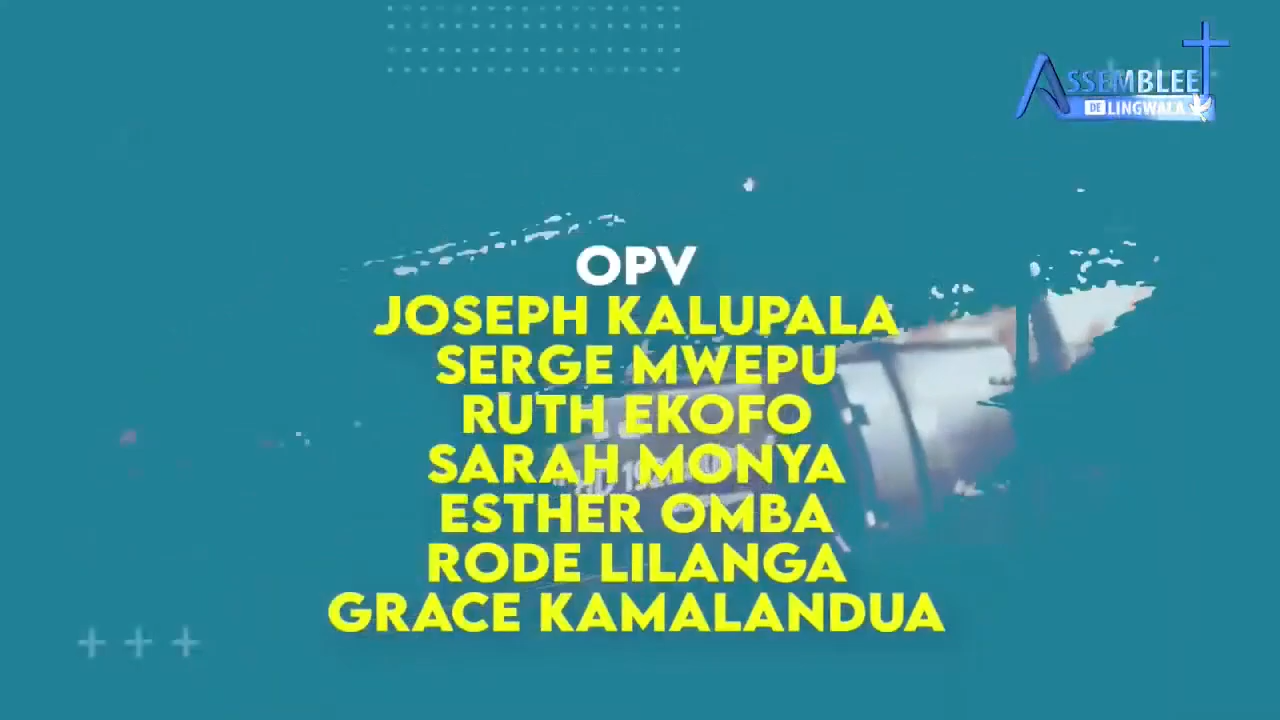 ASSEMBLEE
DE LINGWALA
OPV
JOSEPH KALUPALA
SERGE MWEPU
RUTH EKOFO
SARAH MONYA
ESTHER OMBA
RODE LILANGA
GRACE KAMALANDUA